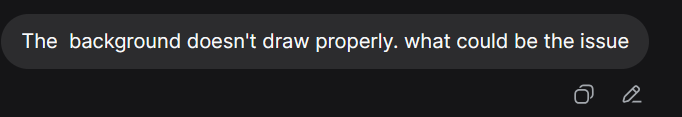 The  background doesn't draw properly. what could be the issue